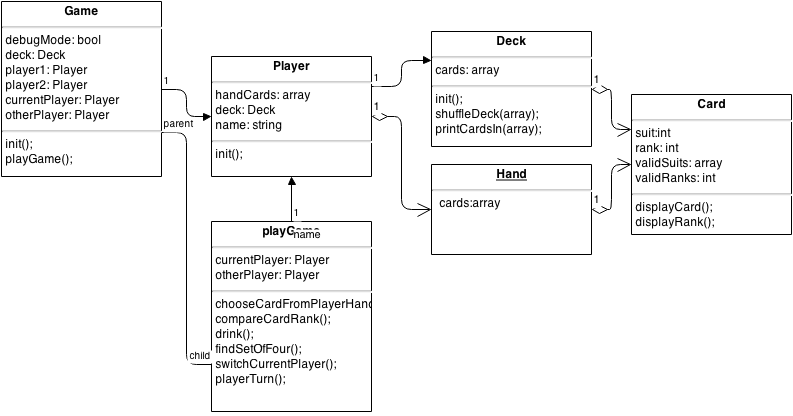 Game
debugMode: bool
deck: Deck
player1: Player
player2: Player
currentPlayer: Player
otherPlayer: Player
init();
playGame();
1
parent
Player
handCards: array
deck: Deck
name: string
init();
1
1
Deck
cards: array
init();
shuffleDeck(array);
printCardsIn(array);
1
Hand
cards:array
1
Card
suit:int
rank: int
validSuits: array
validRanks: int
displayCard();
displayRank();
1
name
playGame
currentPlayer: Player
otherPlayer: Player
chooseCardFromPlayerHand
compareCardRank();
drink();
findSetOfFour();
switchCurrentPlayer();
playerTurn();
child